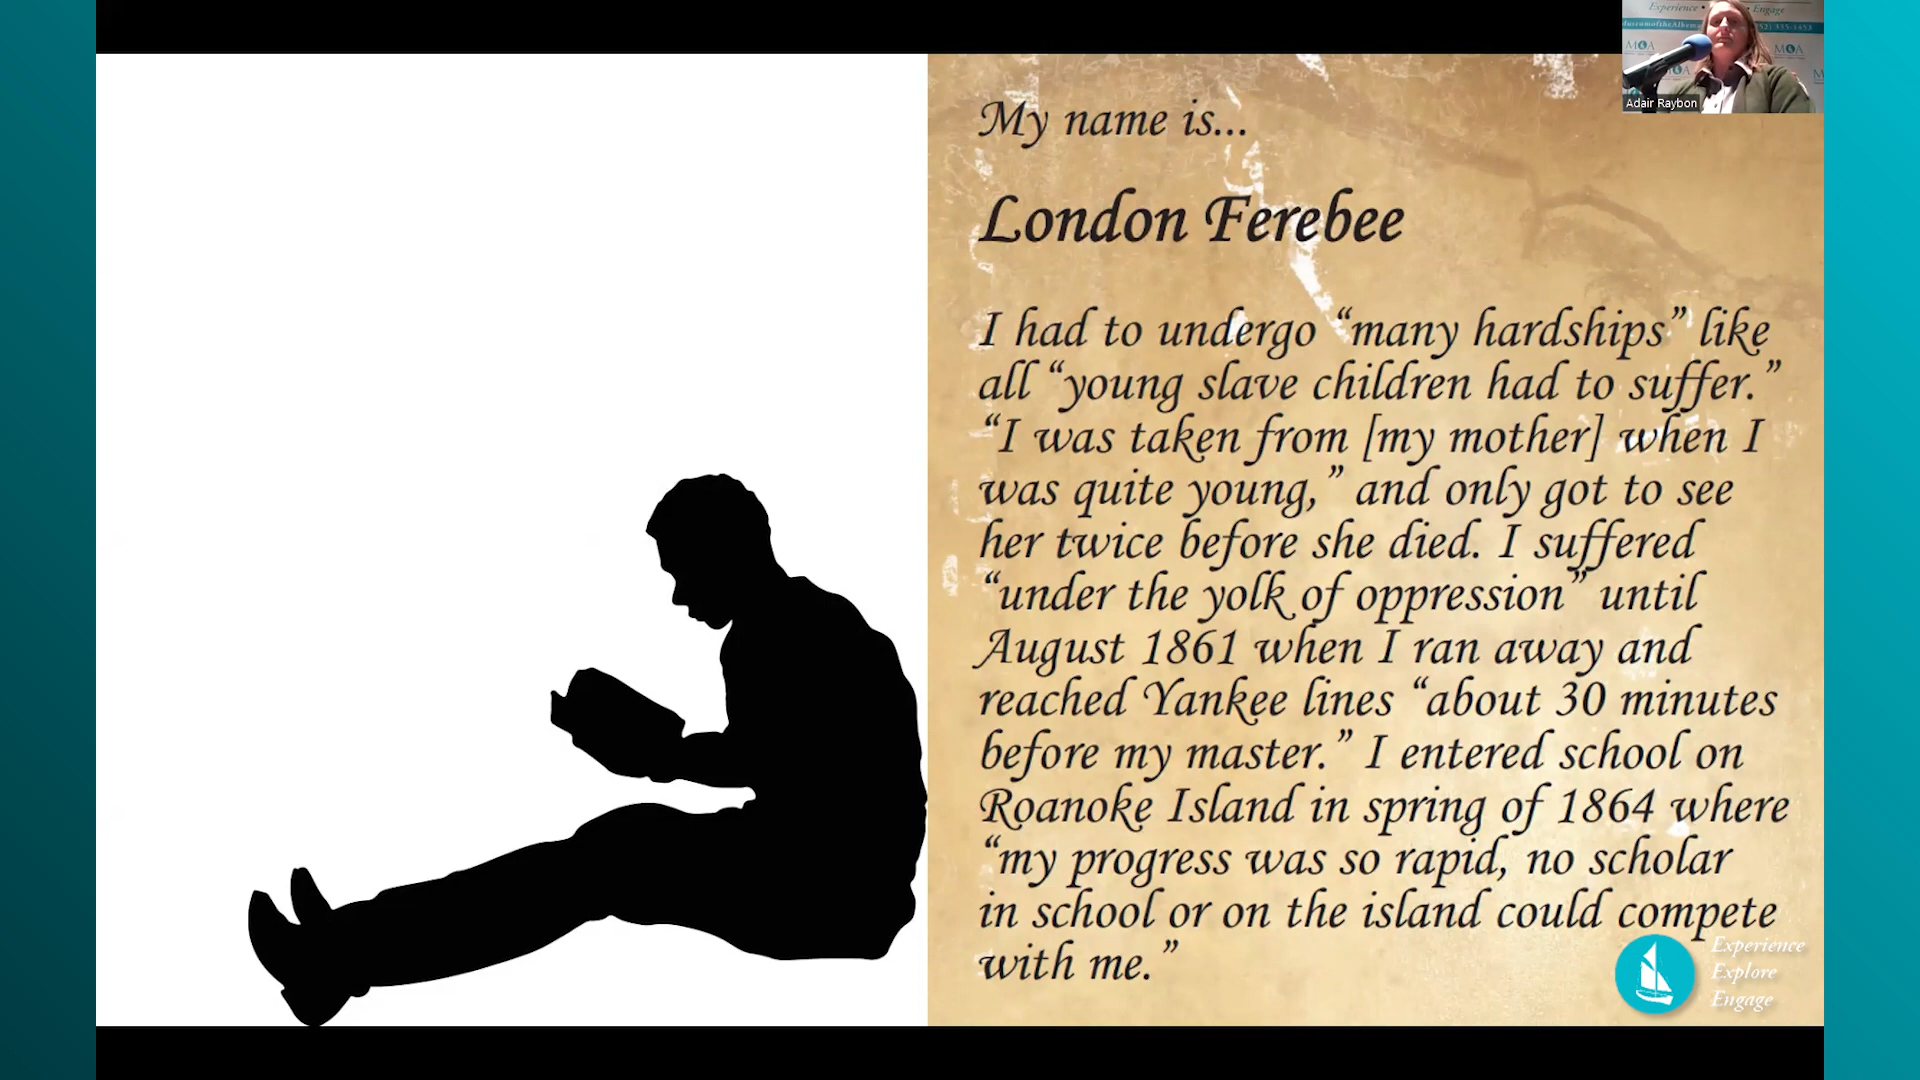 Experience • Engage
My name is...
Adair Raybon
London Ferebee
I had to undergo “many hardships” like
all “young slave children had to suffer.”
“I was taken from [my mother] when I
was quite young,” and only got to see
her twice before she died. I suffered
“under the yolk of oppression” until
August 1861 when I ran away and
reached Yankee lines “about 30 minutes
before my master.” I entered school on
Roanoke Island in spring of 1864 where
“my progress was so rapid, no scholar
in school or on the island could compete
with me.”
Experience
Explore
Engage